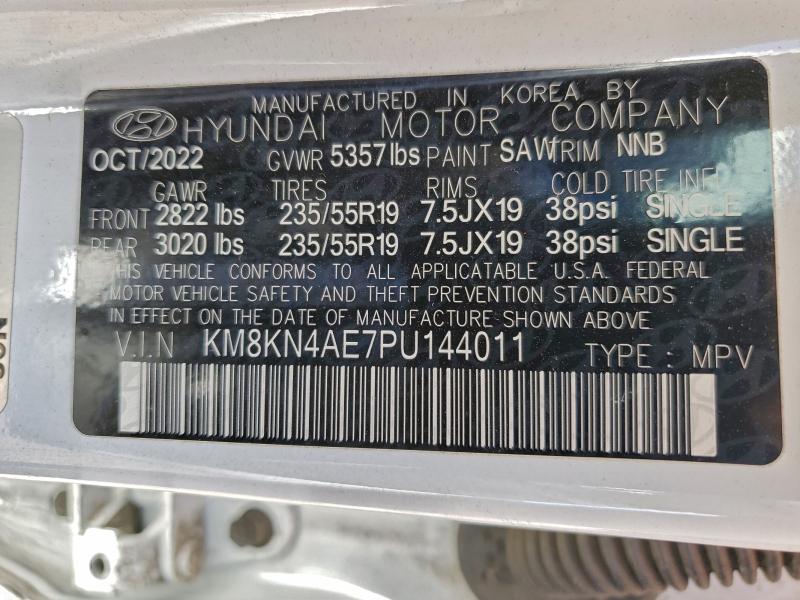 MANUFACTURED IN KOREA BY
HYUNDAI MOTOR COMPANY
OCT/2022 GVWR 5357lbs PAINT SAW TRIM NNB
GAWR TIRES RIMS COLD TIRE INFL
FRONT 2822 lbs 235/55R19 7.5JX19 38psi SINGLE
REAR 3020 lbs 235/55R19 7.5JX19 38psi SINGLE
THIS VEHICLE CONFORMS TO ALL APPLICATABLE U.S.A. FEDERAL
MOTOR VEHICLE SAFETY AND THEFT PREVENTION STANDARDS
IN EFFECT ON THE DATE OF MANUFACTURE SHOWN ABOVE
V.I.N KM8KN4AE7PU144011 TYPE : MPV